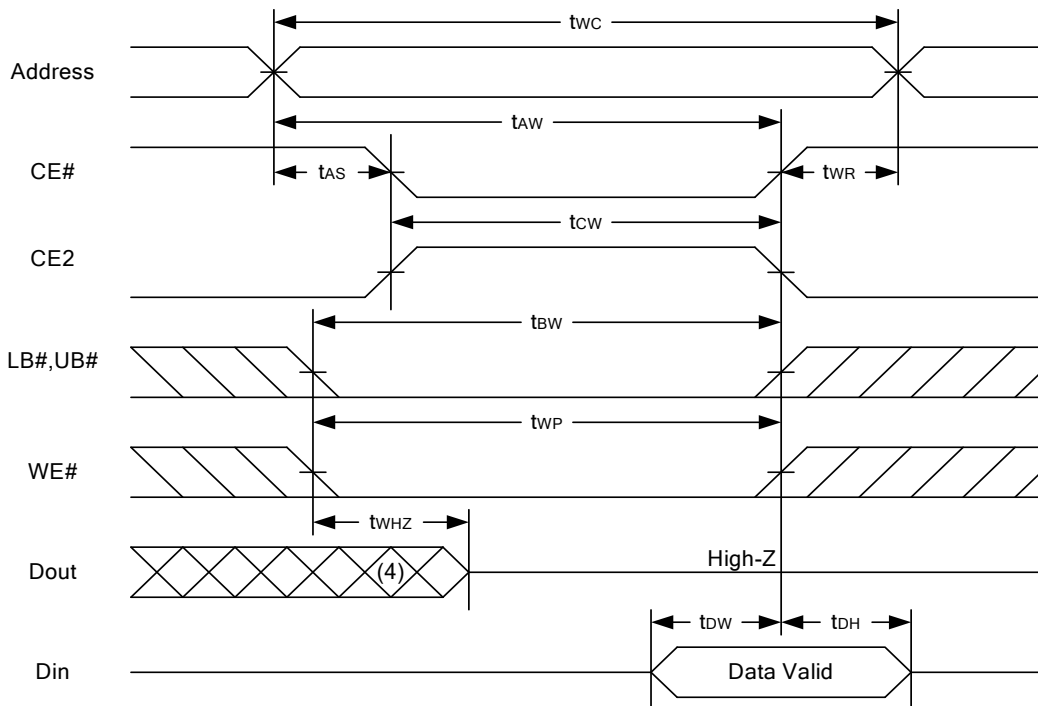 tWC
Address
tAW
CE#
tAS
tWR
tCW
CE2
tBW
LB#,UB#
tWP
WE#
tWHZ
Dout
(4)
High-Z
tDW
tDH
Din
Data Valid